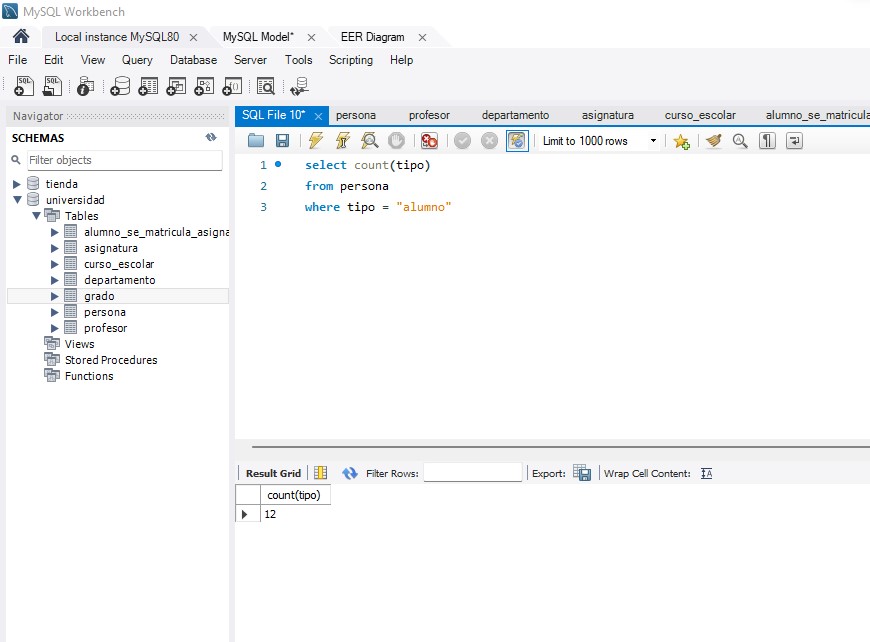 MySQL Workbench
Local instance MySQL80 MySQL Model* EER Diagram
File Edit View Query Database Server Tools Scripting Help
Navigator
SCHEMAS
Filter objects
tienda
universidad
Tables
alumno_se_matricula_asigna
asignatura
curso_escolar
departamento
grado
persona
profesor
Views
Stored Procedures
Functions
SQL File 10* persona profesor departamento asignatura curso_escolar alumno_se_matricula
Limit to 1000 rows
1 select count(tipo)
2 from persona
3 where tipo = "alumno"
Result Grid Filter Rows: Export: Wrap Cell Content: IA
count(tipo)
12